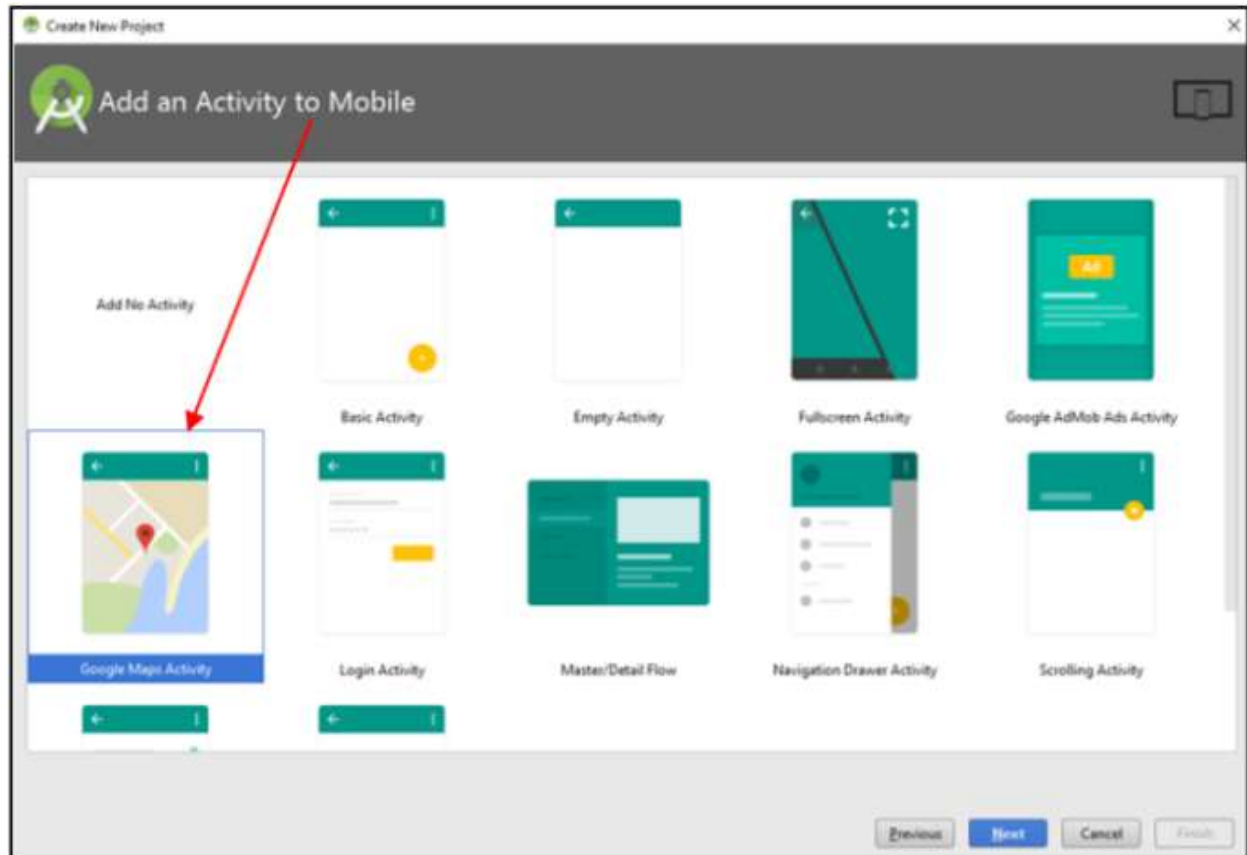 Create New Project
Add an Activity to Mobile
Add No Activity
Basic Activity
Empty Activity
Fullscreen Activity
Ad
Google AdMob Ads Activity
Google Maps Activity
Login Activity
Master/Detail Flow
Navigation Drawer Activity
Scrolling Activity
Previous
Next
Cancel
Finish